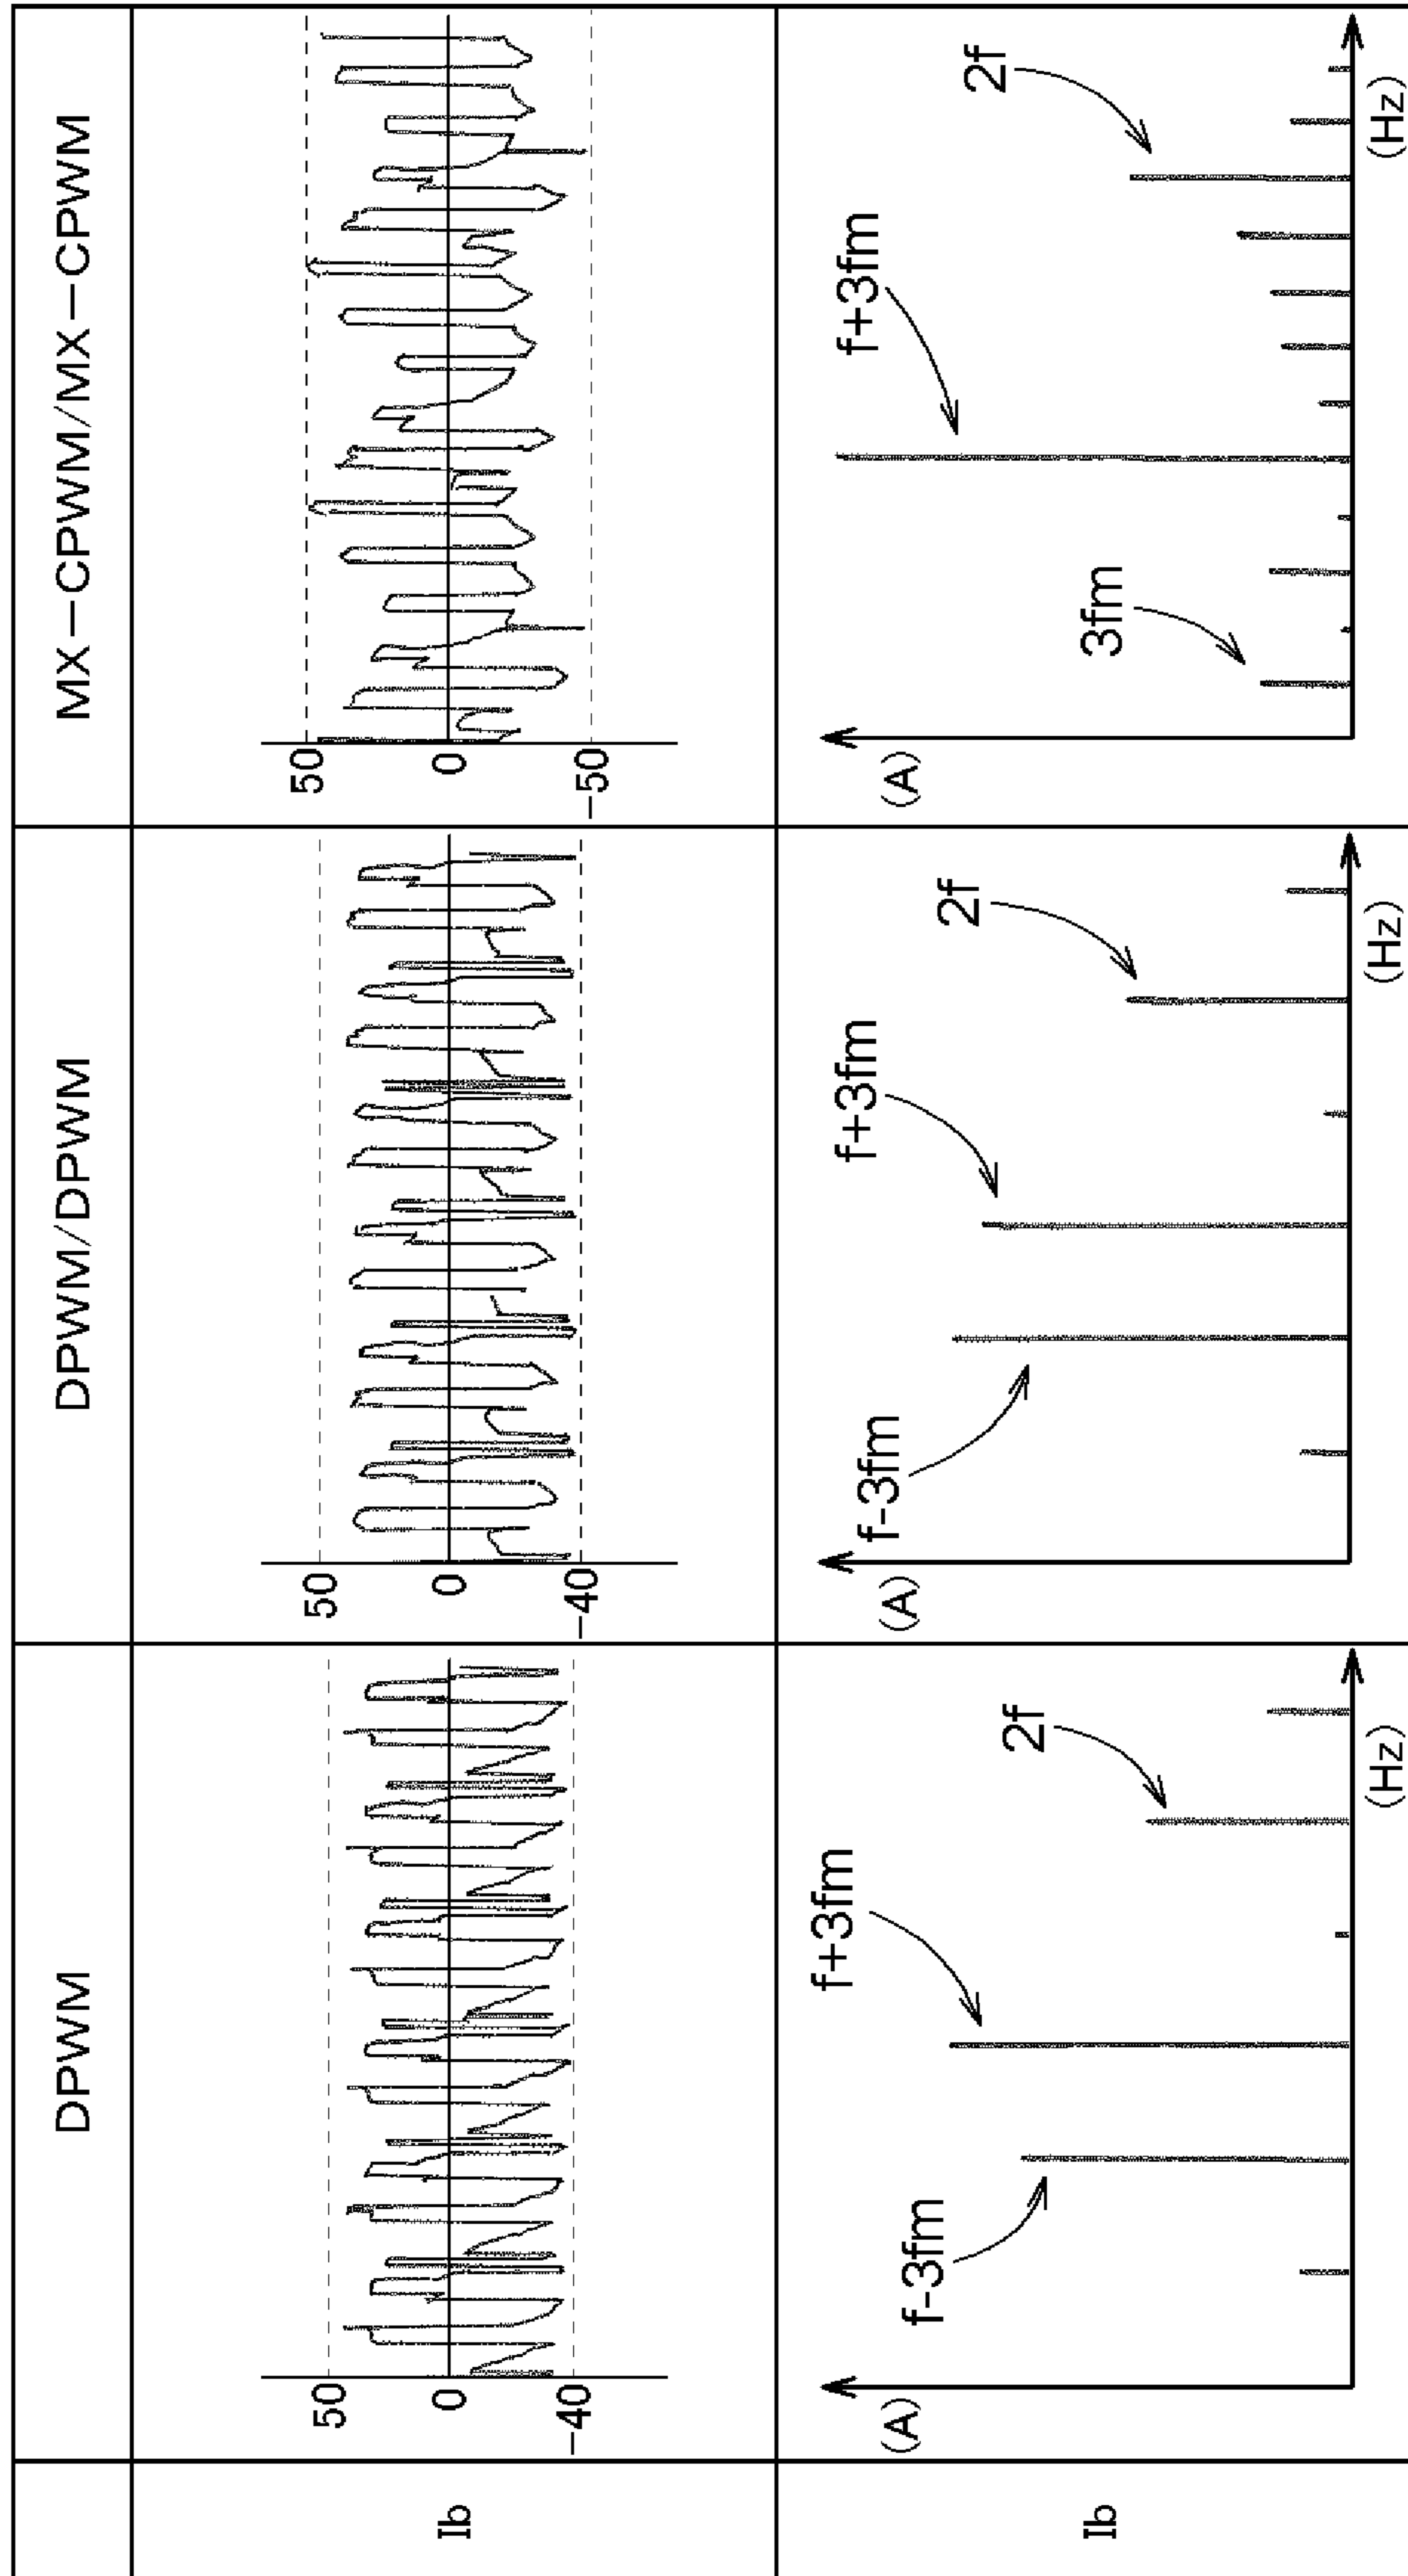 DPWM
DPWM/DPWM
MX−CPWM/MX−CPWM
Ib
50
0
−40
50
0
−40
50
0
−50
Ib
(A)
f-3fm
f+3fm
2f
(Hz)
(A)
f-3fm
f+3fm
2f
(Hz)
(A)
3fm
f+3fm
2f
(Hz)